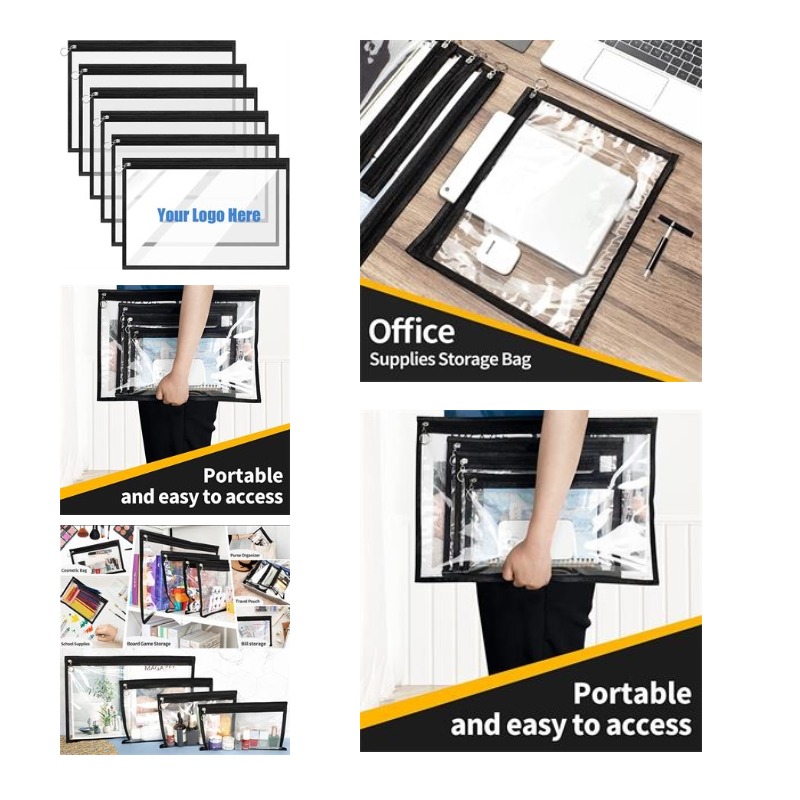 Your Logo Here
Office
Supplies Storage Bag
Portable
and easy to access
Cosmetic Bag
Purse Organizer
Travel Pouch
School Supplies
Board Game Storage
Bill storage
Portable
and easy to access